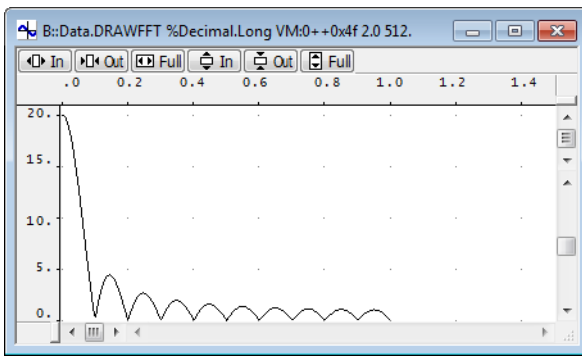 B::Data.DRAWFFT %Decimal.Long VM:0++0x4f 2.0 512.
In Out Full In Out Full
.0 0.2 0.4 0.6 0.8 1.0 1.2 1.4
20.
15.
10.
5.
0.